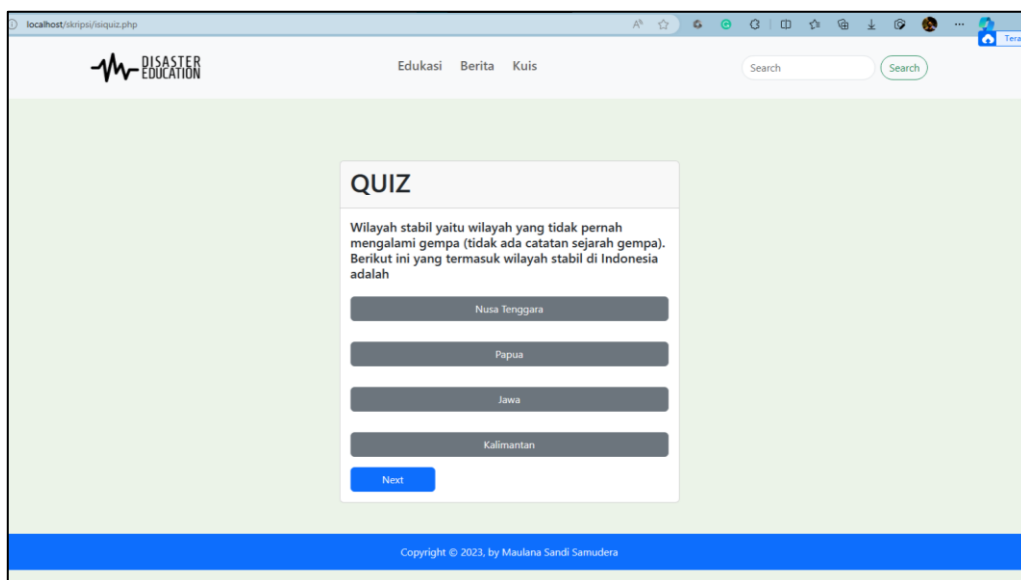 localhost/skripsi/isiquiz.php
Tera
DISASTER
EDUCATION
Edukasi Berita Kuis
Search Search
QUIZ
Wilayah stabil yaitu wilayah yang tidak pernah
mengalami gempa (tidak ada catatan sejarah gempa).
Berikut ini yang termasuk wilayah stabil di Indonesia
adalah
Nusa Tenggara
Papua
Jawa
Kalimantan
Next
Copyright © 2023, by Maulana Sandi Samudera